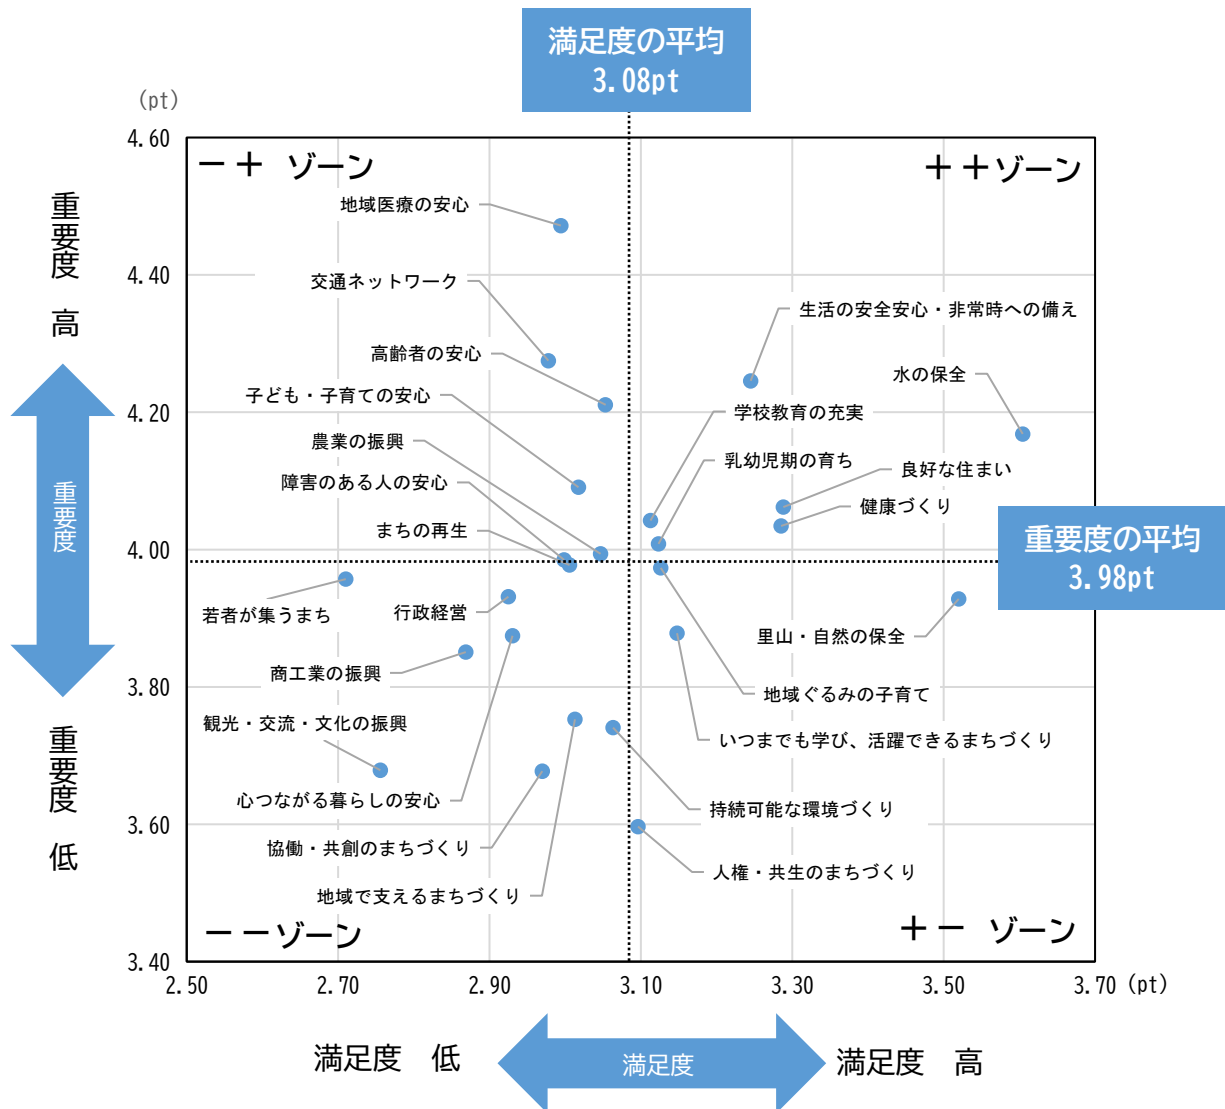 満足度の平均
3.08pt
(pt)
4.60
－＋ ゾーン
＋＋ゾーン
地域医療の安心
重要度 高
4.40
交通ネットワーク
生活の安全安心・非常時への備え
高齢者の安心
水の保全
子ども・子育ての安心
4.20
学校教育の充実
農業の振興
乳幼児期の育ち
良好な住まい
障害のある人の安心
健康づくり
まちの再生
重要度
4.00
重要度の平均
3.98pt
若者が集うまち
行政経営
里山・自然の保全
商工業の振興
地域ぐるみの子育て
3.80
観光・交流・文化の振興
いつまでも学び、活躍できるまちづくり
重要度 低
心つながる暮らしの安心
持続可能な環境づくり
3.60
協働・共創のまちづくり
人権・共生のまちづくり
地域で支えるまちづくり
－－ゾーン
＋－ ゾーン
3.40
2.50 2.70 2.90 3.10 3.30 3.50 3.70 (pt)
満足度 低
満足度
満足度 高